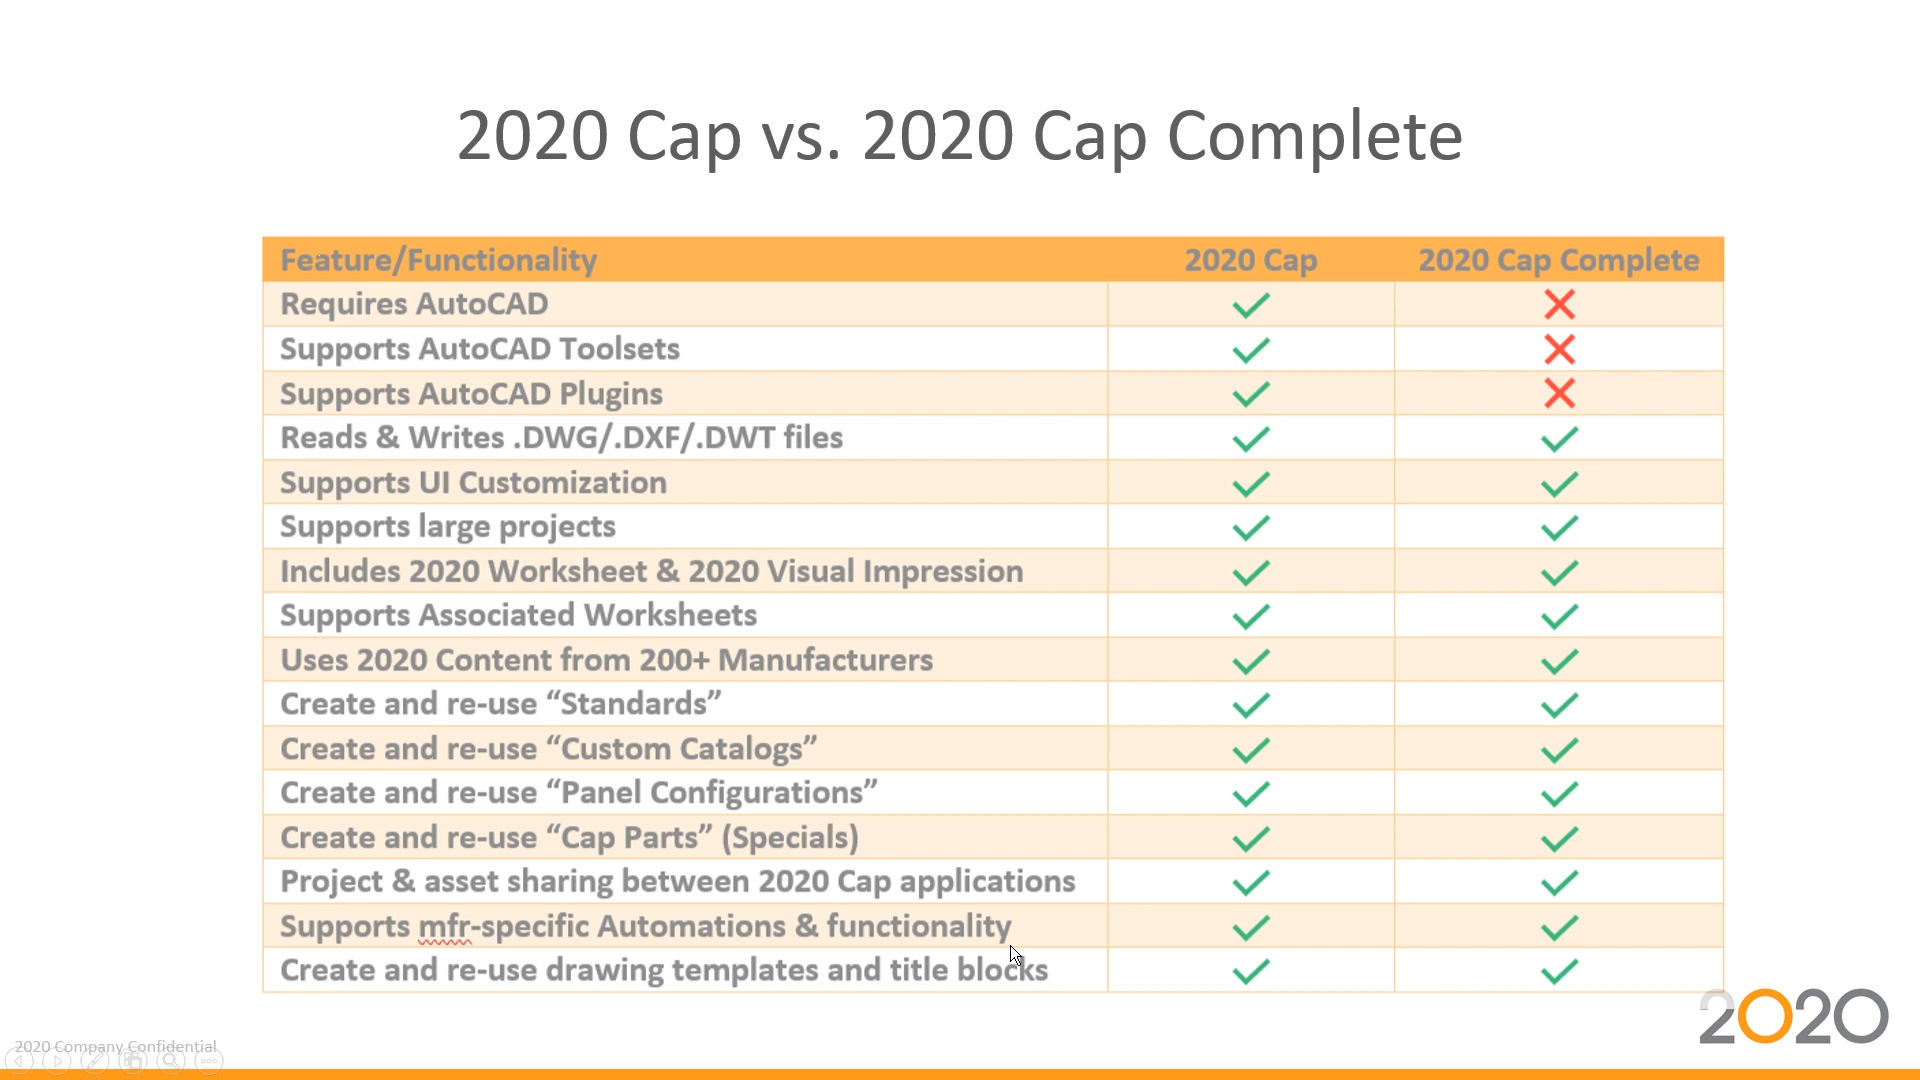 2020 Cap vs. 2020 Cap Complete
Feature/Functionality 2020 Cap 2020 Cap Complete
Requires AutoCAD
Supports AutoCAD Toolsets
Supports AutoCAD Plugins
Reads & Writes .DWG/.DXF/.DWT files
Supports UI Customization
Supports large projects
Includes 2020 Worksheet & 2020 Visual Impression
Supports Associated Worksheets
Uses 2020 Content from 200+ Manufacturers
Create and re-use “Standards”
Create and re-use “Custom Catalogs”
Create and re-use “Panel Configurations”
Create and re-use “Cap Parts” (Specials)
Project & asset sharing between 2020 Cap applications
Supports mfr-specific Automations & functionality
Create and re-use drawing templates and title blocks
2020
2020 Company Confidential